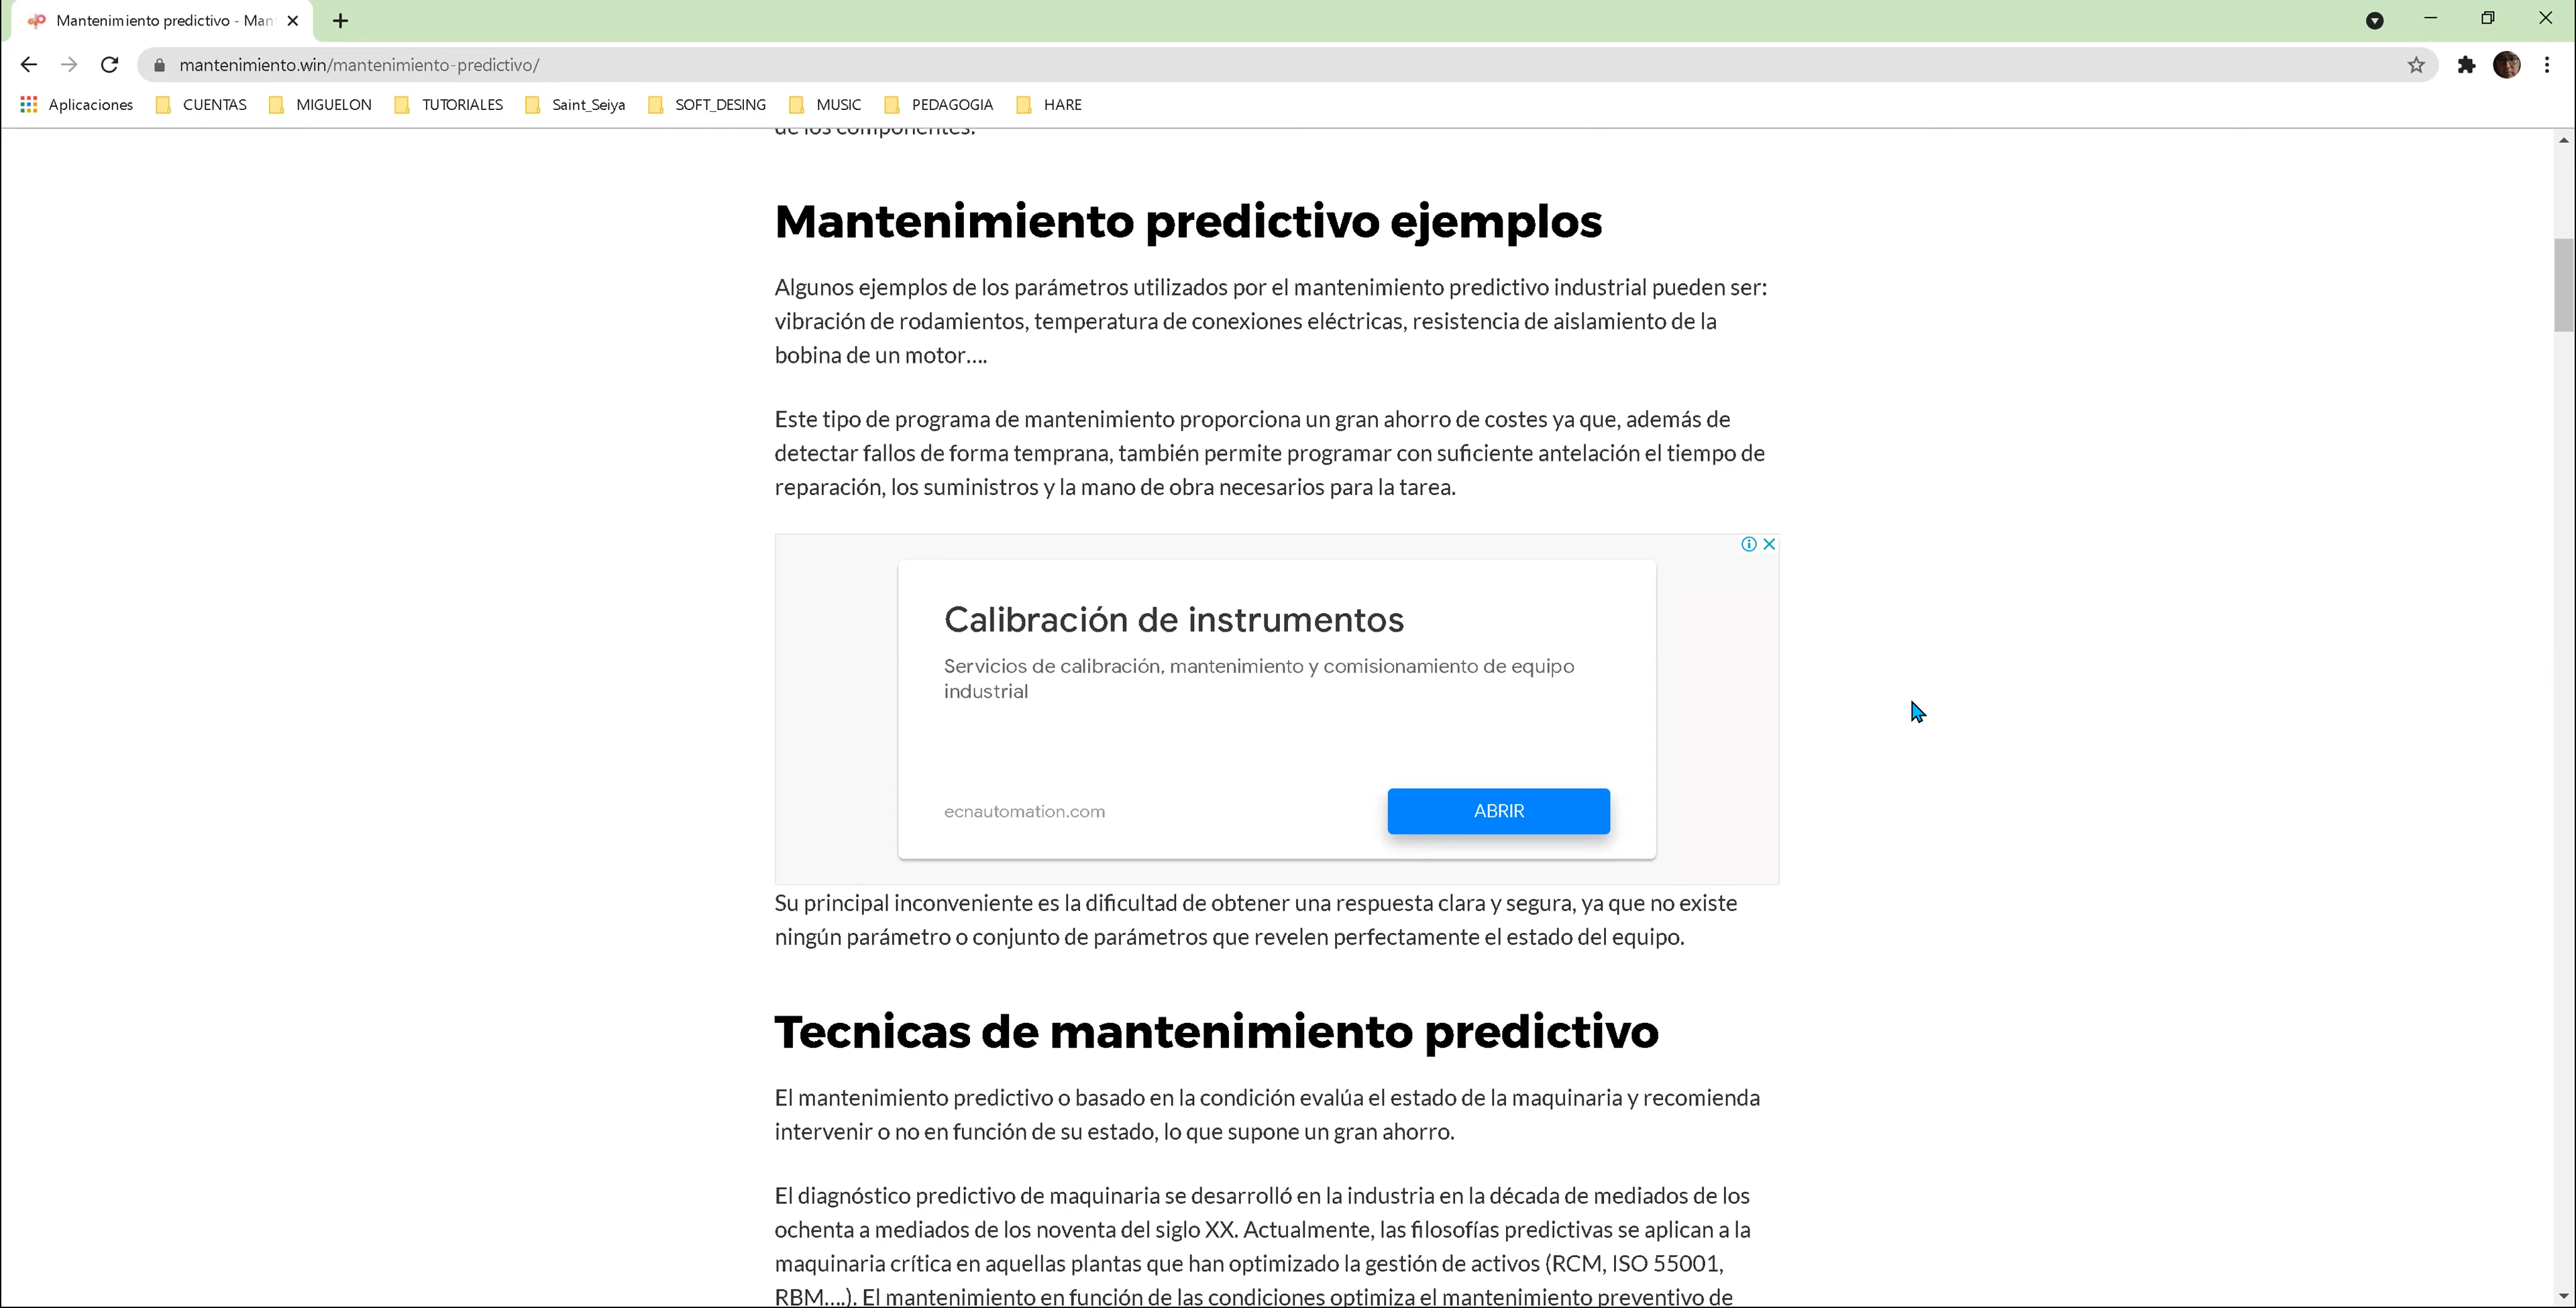 Mantenimiento predictivo - Man
mantenimiento.win/mantenimiento-predictivo/
Aplicaciones CUENTAS MIGUELON TUTORIALES Saint_Seiya SOFT_DESING MUSIC PEDAGOGIA HARE
de los componentes.
Mantenimiento predictivo ejemplos
Algunos ejemplos de los parámetros utilizados por el mantenimiento predictivo industrial pueden ser:
vibración de rodamientos, temperatura de conexiones eléctricas, resistencia de aislamiento de la
bobina de un motor….
Este tipo de programa de mantenimiento proporciona un gran ahorro de costes ya que, además de
detectar fallos de forma temprana, también permite programar con suficiente antelación el tiempo de
reparación, los suministros y la mano de obra necesarios para la tarea.
Calibración de instrumentos
Servicios de calibración, mantenimiento y comisionamiento de equipo
industrial
ecnautomation.com
ABRIR
Su principal inconveniente es la dificultad de obtener una respuesta clara y segura, ya que no existe
ningún parámetro o conjunto de parámetros que revelen perfectamente el estado del equipo.
Tecnicas de mantenimiento predictivo
El mantenimiento predictivo o basado en la condición evalúa el estado de la maquinaria y recomienda
intervenir o no en función de su estado, lo que supone un gran ahorro.
El diagnóstico predictivo de maquinaria se desarrolló en la industria en la década de mediados de los
ochenta a mediados de los noventa del siglo XX. Actualmente, las filosofías predictivas se aplican a la
maquinaria crítica en aquellas plantas que han optimizado la gestión de activos (RCM, ISO 55001,
RBM….). El mantenimiento en función de las condiciones optimiza el mantenimiento preventivo de